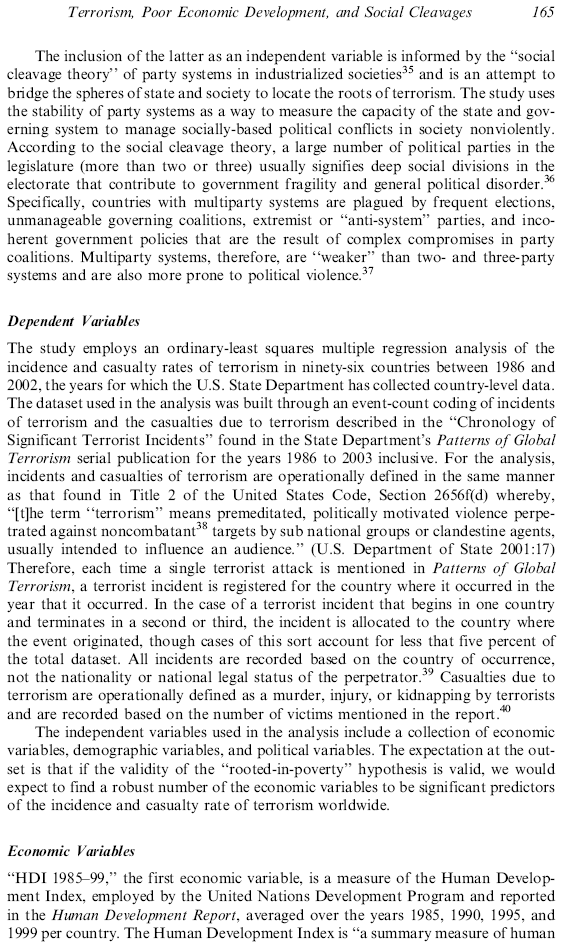 Terrorism, Poor Economic Development, and Social Cleavages 165
The inclusion of the latter as an independent variable is informed by the ‘‘social
cleavage theory’’ of party systems in industrialized societies35 and is an attempt to
bridge the spheres of state and society to locate the roots of terrorism. The study uses
the stability of party systems as a way to measure the capacity of the state and gov-
erning system to manage socially-based political conflicts in society nonviolently.
According to the social cleavage theory, a large number of political parties in the
legislature (more than two or three) usually signifies deep social divisions in the
electorate that contribute to government fragility and general political disorder.36
Specifically, countries with multiparty systems are plagued by frequent elections,
unmanageable governing coalitions, extremist or ‘‘anti-system’’ parties, and inco-
herent government policies that are the result of complex compromises in party
coalitions. Multiparty systems, therefore, are ‘‘weaker’’ than two- and three-party
systems and are also more prone to political violence.37
Dependent Variables
The study employs an ordinary-least squares multiple regression analysis of the
incidence and casualty rates of terrorism in ninety-six countries between 1986 and
2002, the years for which the U.S. State Department has collected country-level data.
The dataset used in the analysis was built through an event-count coding of incidents
of terrorism and the casualties due to terrorism described in the ‘‘Chronology of
Significant Terrorist Incidents’’ found in the State Department’s Patterns of Global
Terrorism serial publication for the years 1986 to 2003 inclusive. For the analysis,
incidents and casualties of terrorism are operationally defined in the same manner
as that found in Title 2 of the United States Code, Section 2656f(d) whereby,
‘‘[t]he term ‘‘terrorism’’ means premeditated, politically motivated violence perpe-
trated against noncombatant38 targets by sub national groups or clandestine agents,
usually intended to influence an audience.’’ (U.S. Department of State 2001:17)
Therefore, each time a single terrorist attack is mentioned in Patterns of Global
Terrorism, a terrorist incident is registered for the country where it occurred in the
year that it occurred. In the case of a terrorist incident that begins in one country
and terminates in a second or third, the incident is allocated to the country where
the event originated, though cases of this sort account for less that five percent of
the total dataset. All incidents are recorded based on the country of occurrence,
not the nationality or national legal status of the perpetrator.39 Casualties due to
terrorism are operationally defined as a murder, injury, or kidnapping by terrorists
and are recorded based on the number of victims mentioned in the report.40
The independent variables used in the analysis include a collection of economic
variables, demographic variables, and political variables. The expectation at the out-
set is that if the validity of the ‘‘rooted-in-poverty’’ hypothesis is valid, we would
expect to find a robust number of the economic variables to be significant predictors
of the incidence and casualty rate of terrorism worldwide.
Economic Variables
‘‘HDI 1985–99,’’ the first economic variable, is a measure of the Human Develop-
ment Index, employed by the United Nations Development Program and reported
in the Human Development Report, averaged over the years 1985, 1990, 1995, and
1999 per country. The Human Development Index is ‘‘a summary measure of human